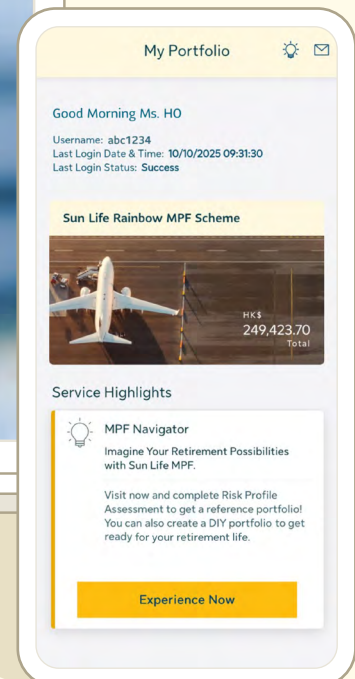 My Portfolio
Good Morning Ms. HO
Username: abc1234
Last Login Date & Time: 10/10/2025 09:31:30
Last Login Status: Success
Sun Life Rainbow MPF Scheme
HK$
249,423.70
Total
Service Highlights
MPF Navigator
Imagine Your Retirement Possibilities
with Sun Life MPF.
Visit now and complete Risk Profile
Assessment to get a reference portfolio!
You can also create a DIY portfolio to get
ready for your retirement life.
Experience Now